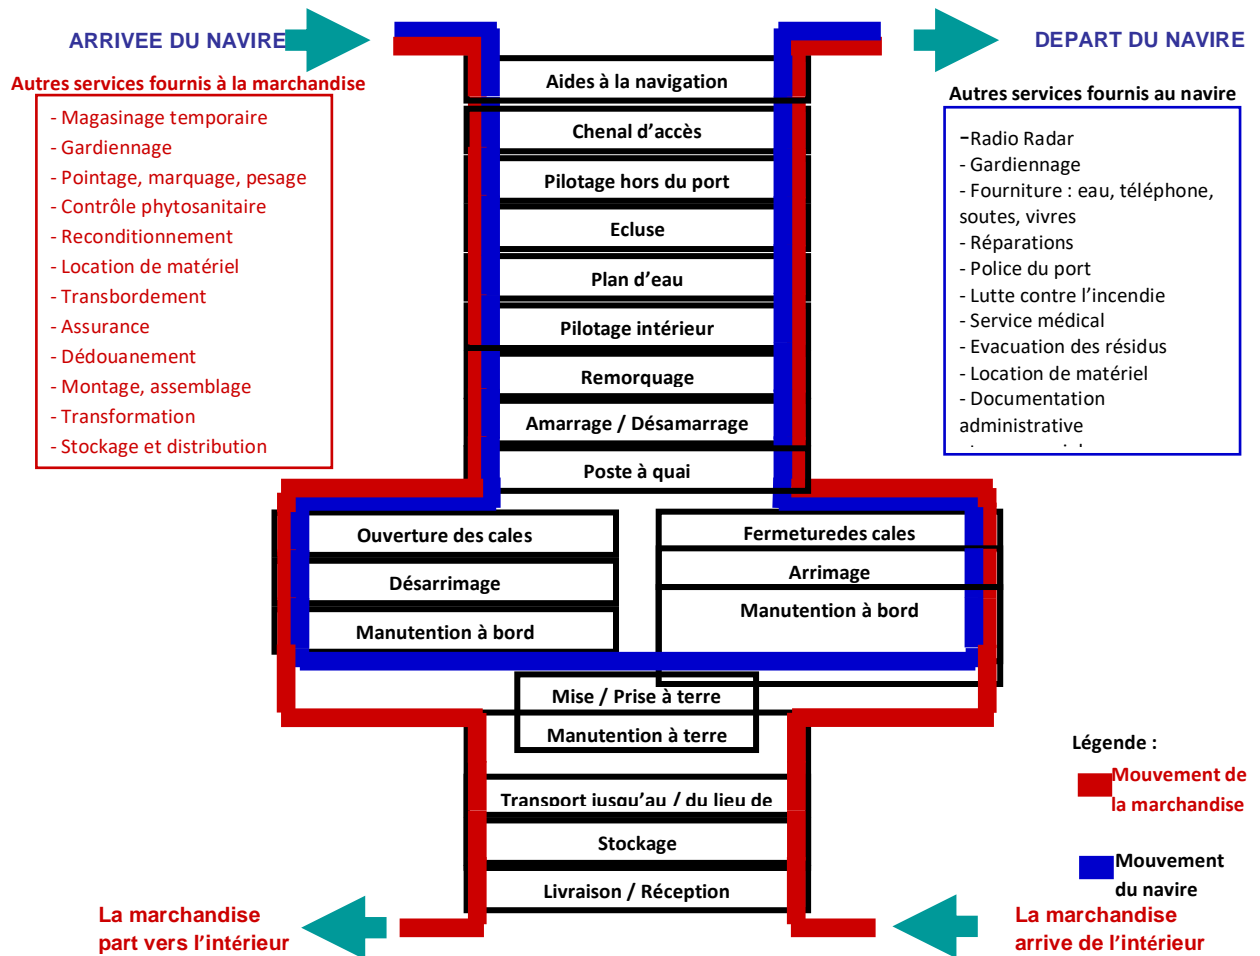 ARRIVEE DU NAVIRE
DEPART DU NAVIRE
Autres services fournis à la marchandise
- Magasinage temporaire
- Gardiennage
- Pointage, marquage, pesage
- Contrôle phytosanitaire
- Reconditionnement
- Location de matériel
- Transbordement
- Assurance
- Dédouanement
- Montage, assemblage
- Transformation
- Stockage et distribution
Aides à la navigation
Chenal d’accès
Pilotage hors du port
Ecluse
Plan d’eau
Pilotage intérieur
Remorquage
Amarrage / Désamarrage
Poste à quai
Autres services fournis au navire
-Radio Radar
- Gardiennage
- Fourniture : eau, téléphone,
soutes, vivres
- Réparations
- Police du port
- Lutte contre l’incendie
- Service médical
- Evacuation des résidus
- Location de matériel
- Documentation
administrative
Ouverture des cales
Désarrimage
Manutention à bord
Fermeturedes cales
Arrimage
Manutention à bord
Mise / Prise à terre
Manutention à terre
Transport jusqu’au / du lieu de
Stockage
Livraison / Réception
Légende :
Mouvement de
la marchandise
Mouvement
du navire
La marchandise
part vers l’intérieur
La marchandise
arrive de l’intérieur